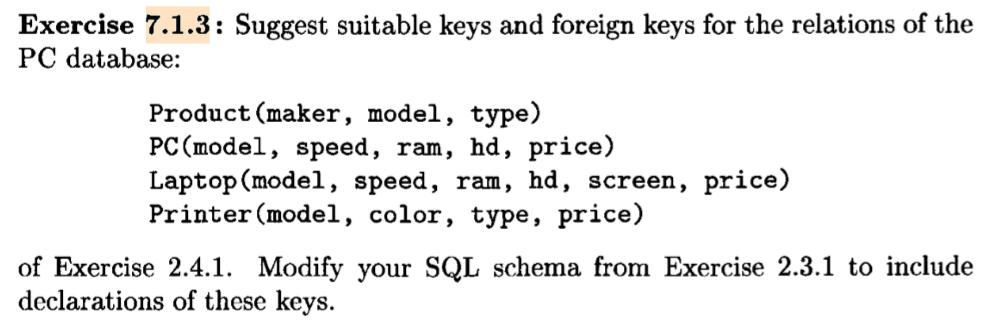 Exercise 7.1.3: Suggest suitable keys and foreign keys for the relations of the
PC database:
Product(maker, model, type)
PC(model, speed, ram, hd, price)
Laptop(model, speed, ram, hd, screen, price)
Printer(model, color, type, price)
of Exercise 2.4.1. Modify your SQL schema from Exercise 2.3.1 to include
declarations of these keys.